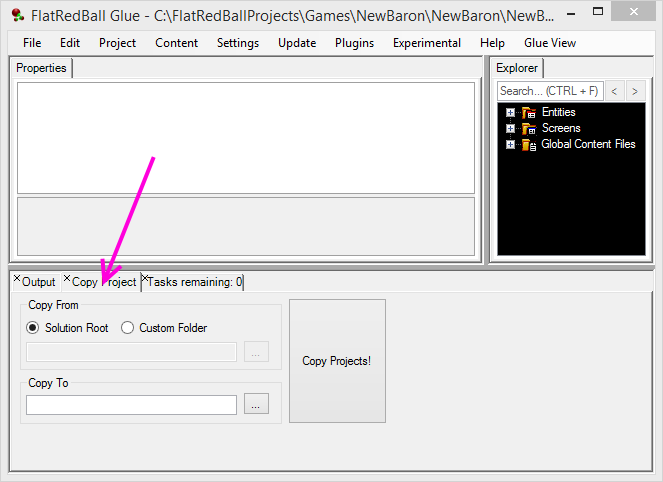 FlatRedBall Glue - C:\FlatRedBallProjects\Games\NewBaron\NewBaron\NewB...
File Edit Project Content Settings Update Plugins Experimental Help Glue View
Properties
Explorer
Search... (CTRL + F) < >
Entities
Screens
Global Content Files
Output Copy Project Tasks remaining: 0
Copy From
Solution Root Custom Folder
...
Copy To
...
Copy Projects!